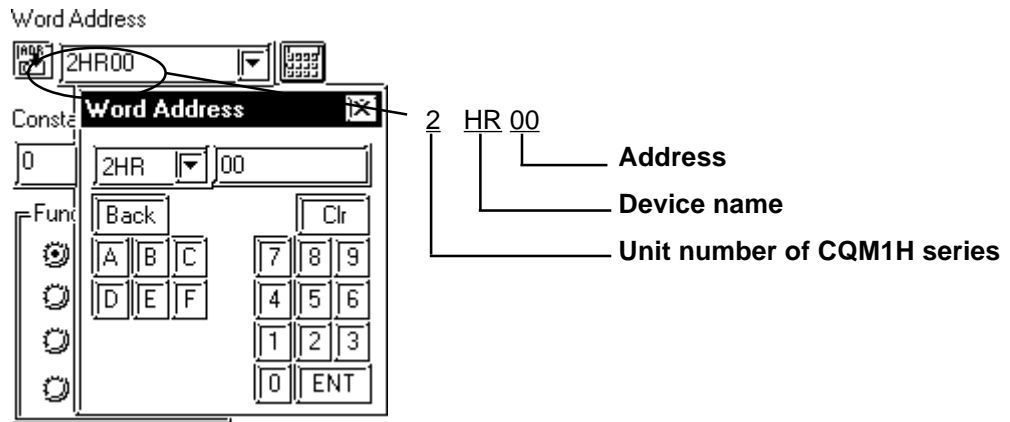 Word Address
2HR00
Consta
Word Address
2 HR 00
0
2HR 00
Address
Back Clr
Device name
Func
A B C 7 8 9
Unit number of CQM1H series
D E F 4 5 6
1 2 3
0 ENT